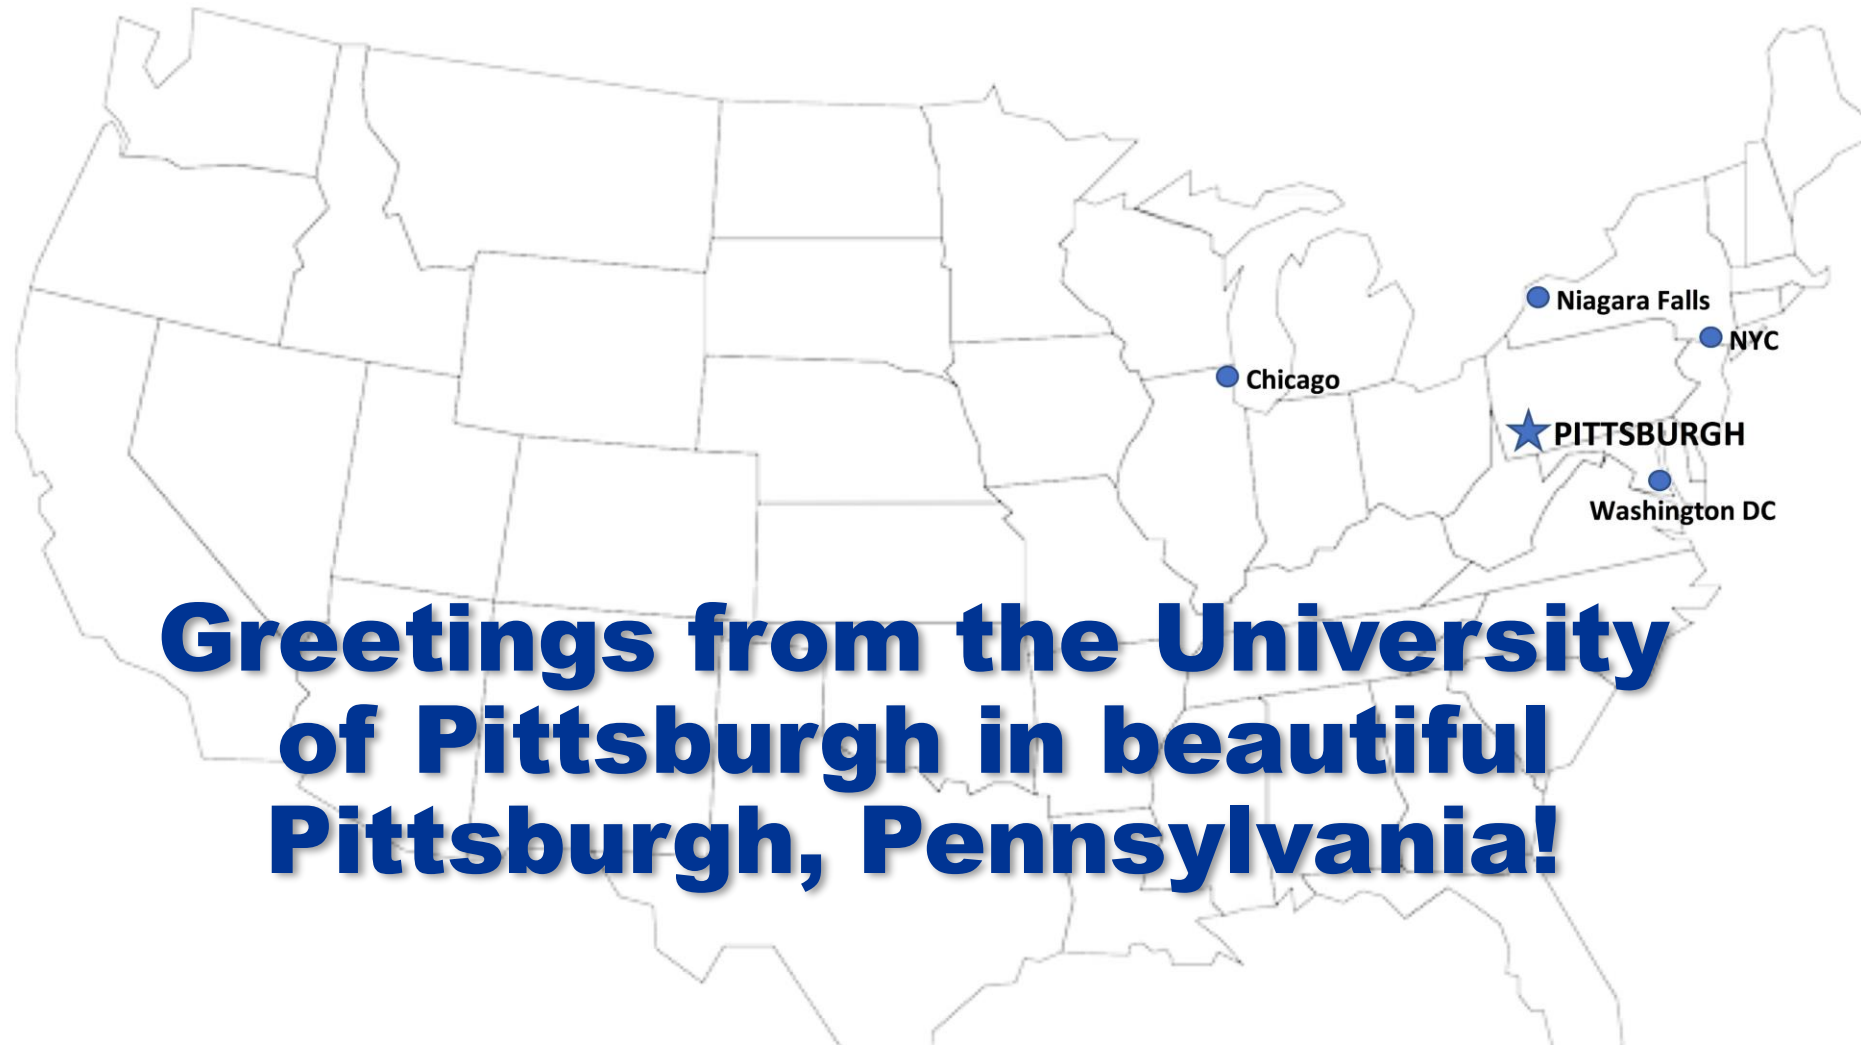 Niagara Falls
NYC
Chicago
PITTSBURGH
Washington DC
Greetings from the University
of Pittsburgh in beautiful
Pittsburgh, Pennsylvania!